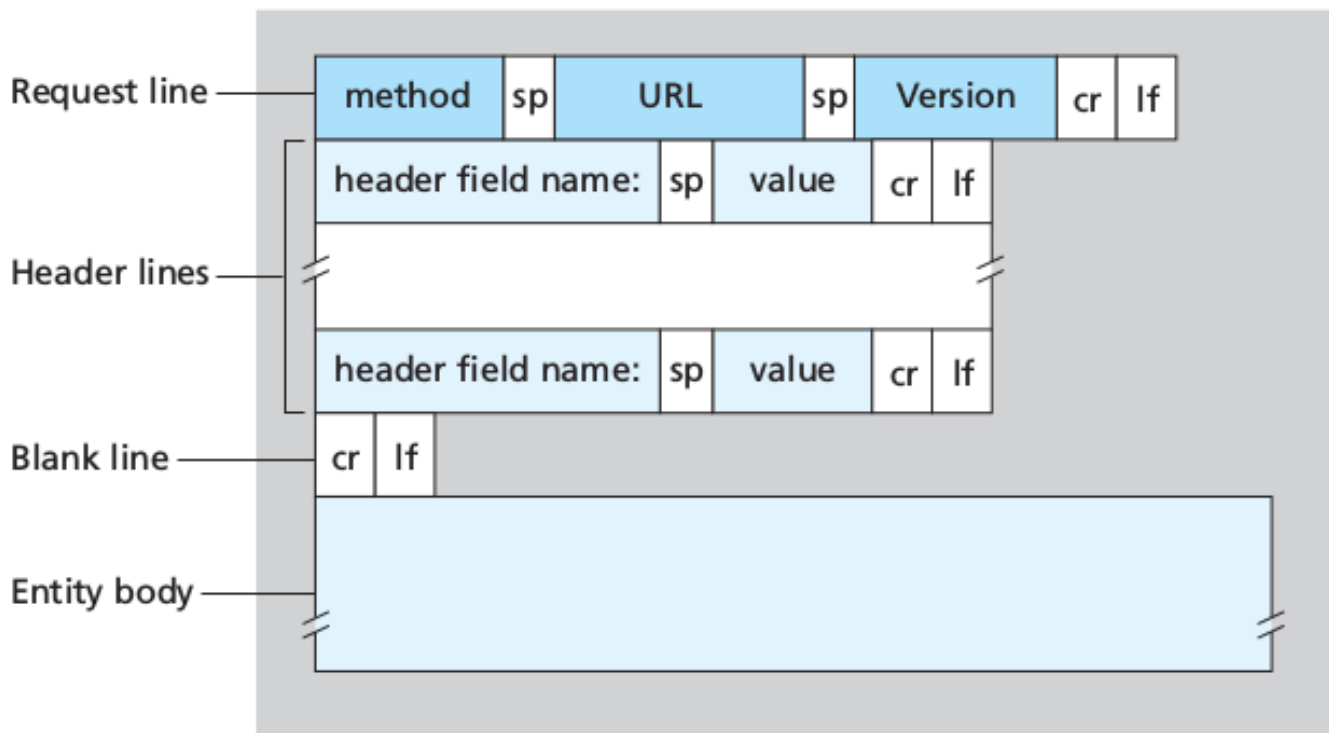 Request line
method sp URL sp Version cr lf
header field name: sp value cr lf
Header lines
header field name: sp value cr lf
Blank line
cr lf
Entity body